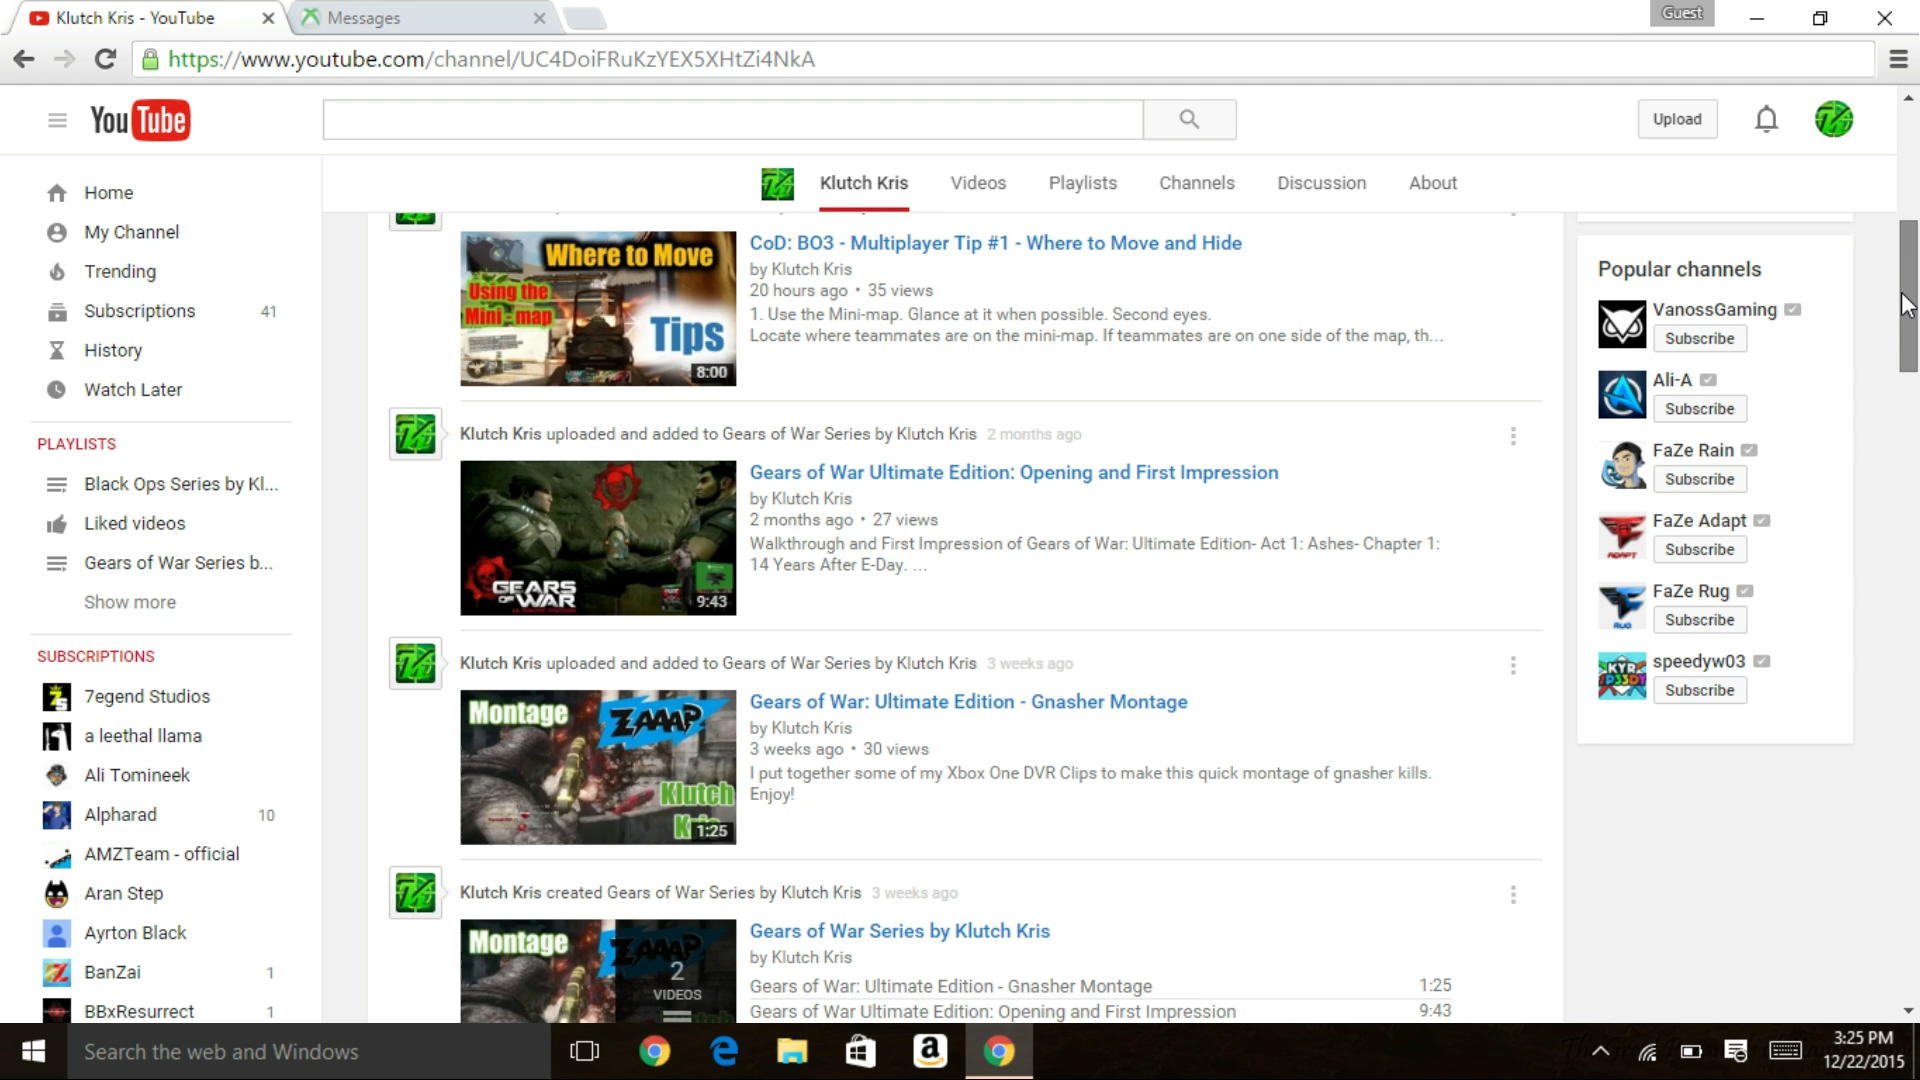 Klutch Kris - YouTube
Messages
Guest
https://www.youtube.com/channel/UC4DoiFRuKzYEX5XHtZi4NkA
YouTube
Upload
Klutch Kris
Videos
Playlists
Channels
Discussion
About
Home
My Channel
Trending
Subscriptions 41
History
Watch Later
PLAYLISTS
Black Ops Series by Kl...
Liked videos
Gears of War Series b...
Show more
SUBSCRIPTIONS
7egend Studios
a leethal llama
Ali Tomineek
Alpharad 10
AMZTeam - official
Aran Step
Ayrton Black
BanZai 1
BBxResurrect 1
Where to Move
Using the
Mini - map
Tips
8:00
CoD: BO3 - Multiplayer Tip #1 - Where to Move and Hide
by Klutch Kris
20 hours ago • 35 views
1. Use the Mini-map. Glance at it when possible. Second eyes.
Locate where teammates are on the mini-map. If teammates are on one side of the map, th...
Klutch Kris uploaded and added to Gears of War Series by Klutch Kris 2 months ago
GEARS
OF WAR
9:43
Gears of War Ultimate Edition: Opening and First Impression
by Klutch Kris
2 months ago • 27 views
Walkthrough and First Impression of Gears of War: Ultimate Edition- Act 1: Ashes- Chapter 1:
14 Years After E-Day. ...
Klutch Kris uploaded and added to Gears of War Series by Klutch Kris 3 weeks ago
Montage
ZAAAP
Klutch
1:25
Gears of War: Ultimate Edition - Gnasher Montage
by Klutch Kris
3 weeks ago • 30 views
I put together some of my Xbox One DVR Clips to make this quick montage of gnasher kills.
Enjoy!
Klutch Kris created Gears of War Series by Klutch Kris 3 weeks ago
Montage
ZAAAP
2
VIDEOS
Gears of War Series by Klutch Kris
by Klutch Kris
Gears of War: Ultimate Edition - Gnasher Montage 1:25
Gears of War Ultimate Edition: Opening and First Impression 9:43
Popular channels
VanossGaming
Subscribe
Ali-A
Subscribe
FaZe Rain
Subscribe
ADAPT
FaZe Adapt
Subscribe
RUG
FaZe Rug
Subscribe
speedyw03
Subscribe
Search the web and Windows
3:25 PM
12/22/2015